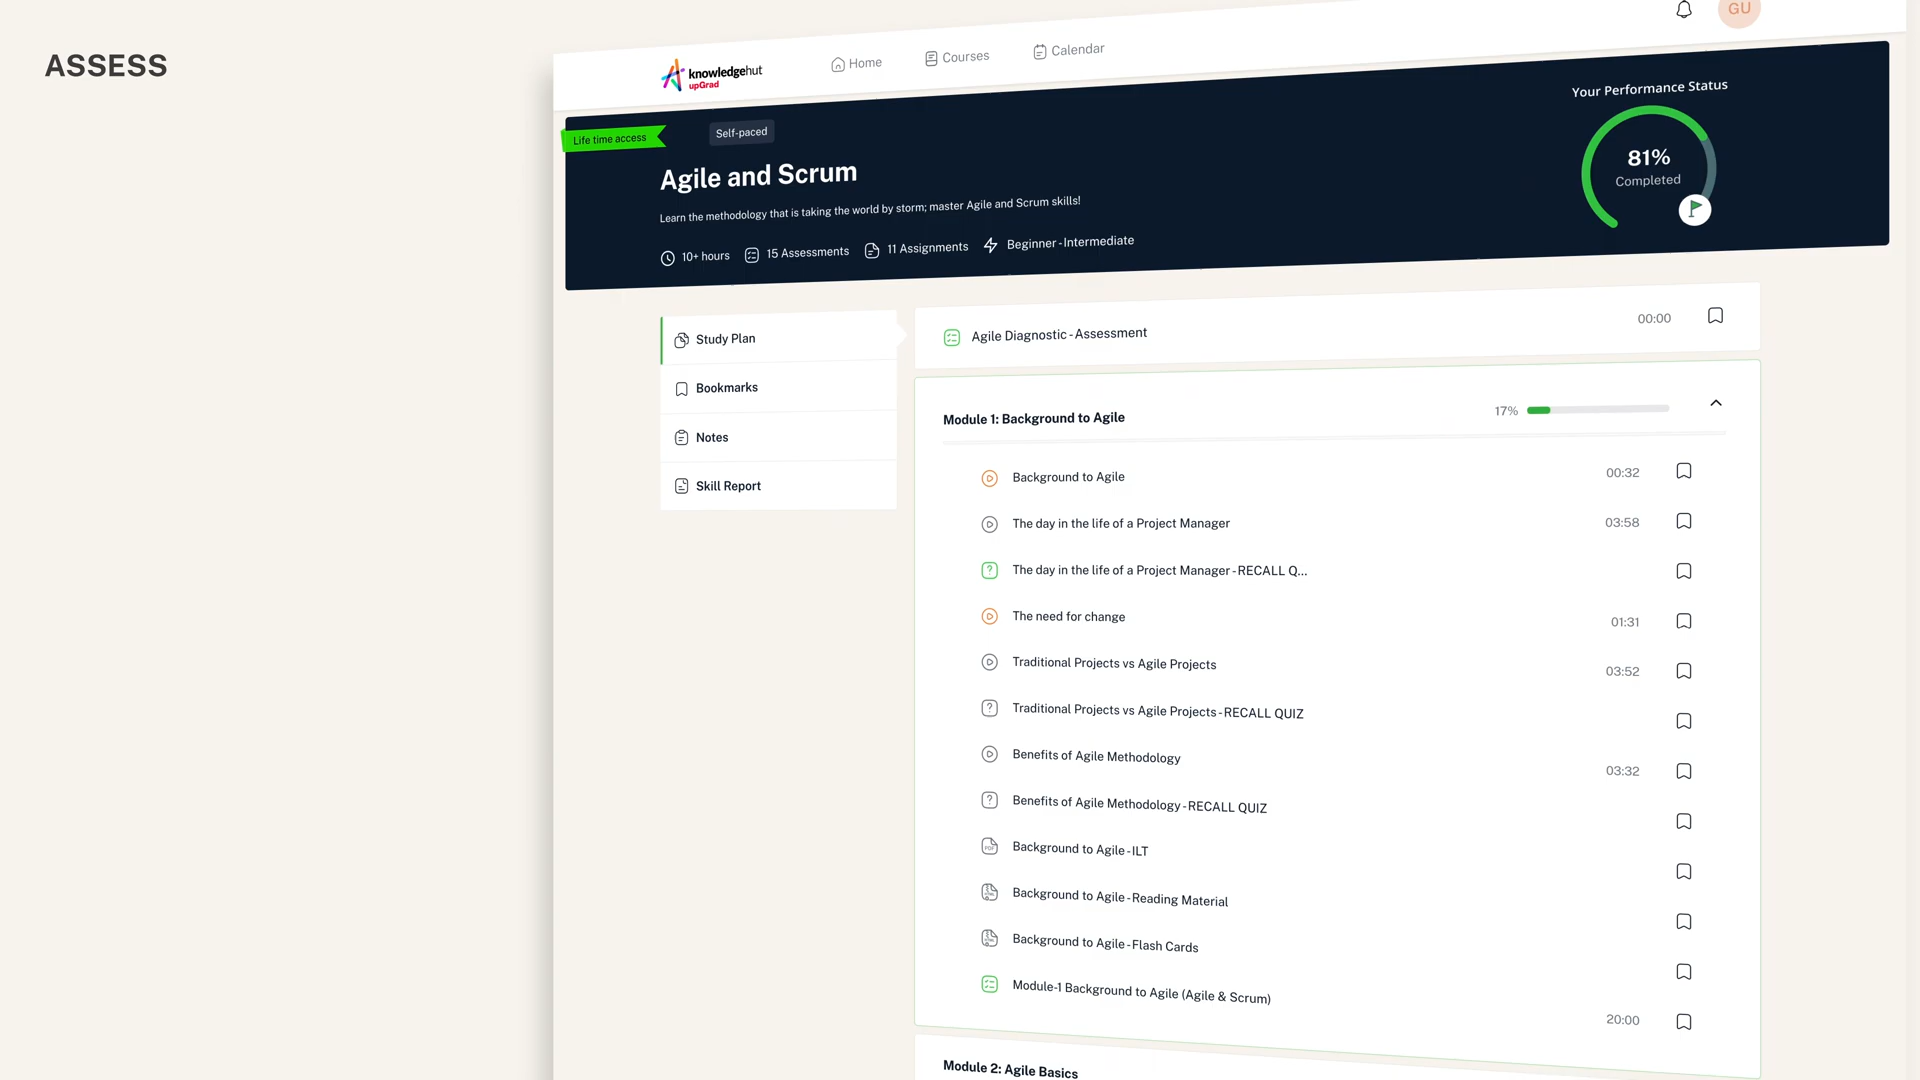 ASSESS
GU
knowledgehut
upGrad
Home
Courses
Calendar
Life time access
Self-paced
Agile and Scrum
Learn the methodology that is taking the world by storm; master Agile and Scrum skills!
10+ hours
15 Assessments
11 Assignments
Beginner - Intermediate
Your Performance Status
81%
Completed
Study Plan
Bookmarks
Notes
Skill Report
Agile Diagnostic - Assessment
00:00
Module 1: Background to Agile
17%
Background to Agile
00:32
The day in the life of a Project Manager
03:58
The day in the life of a Project Manager - RECALL Q...
The need for change
01:31
Traditional Projects vs Agile Projects
03:52
Traditional Projects vs Agile Projects - RECALL QUIZ
Benefits of Agile Methodology
03:32
Benefits of Agile Methodology - RECALL QUIZ
Background to Agile - ILT
Background to Agile - Reading Material
Background to Agile - Flash Cards
Module-1 Background to Agile (Agile & Scrum)
20:00
Module 2: Agile Basics